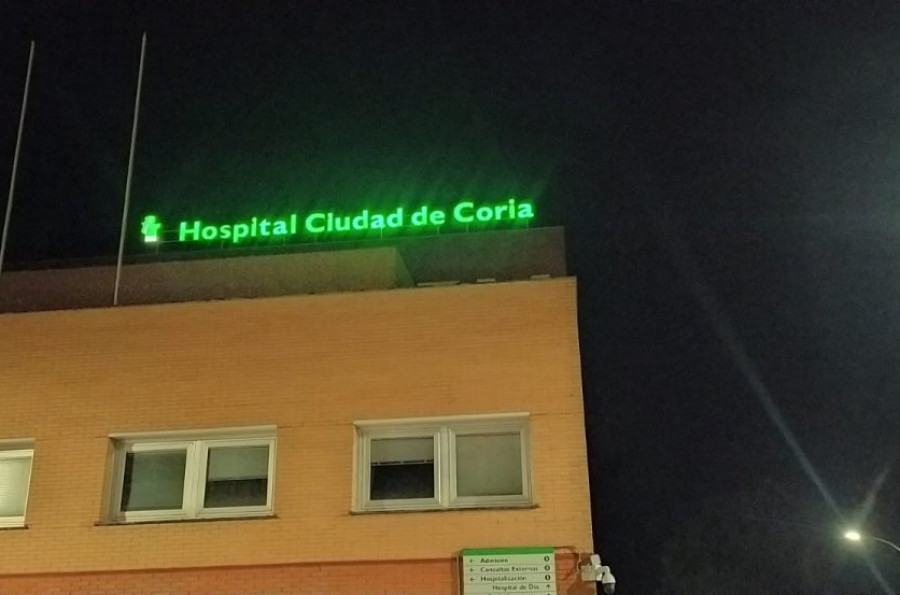 Hospital Ciudad de Coria
← Admisión
← Consultas Externas
← Hospitalización
Hospital de Día ↑